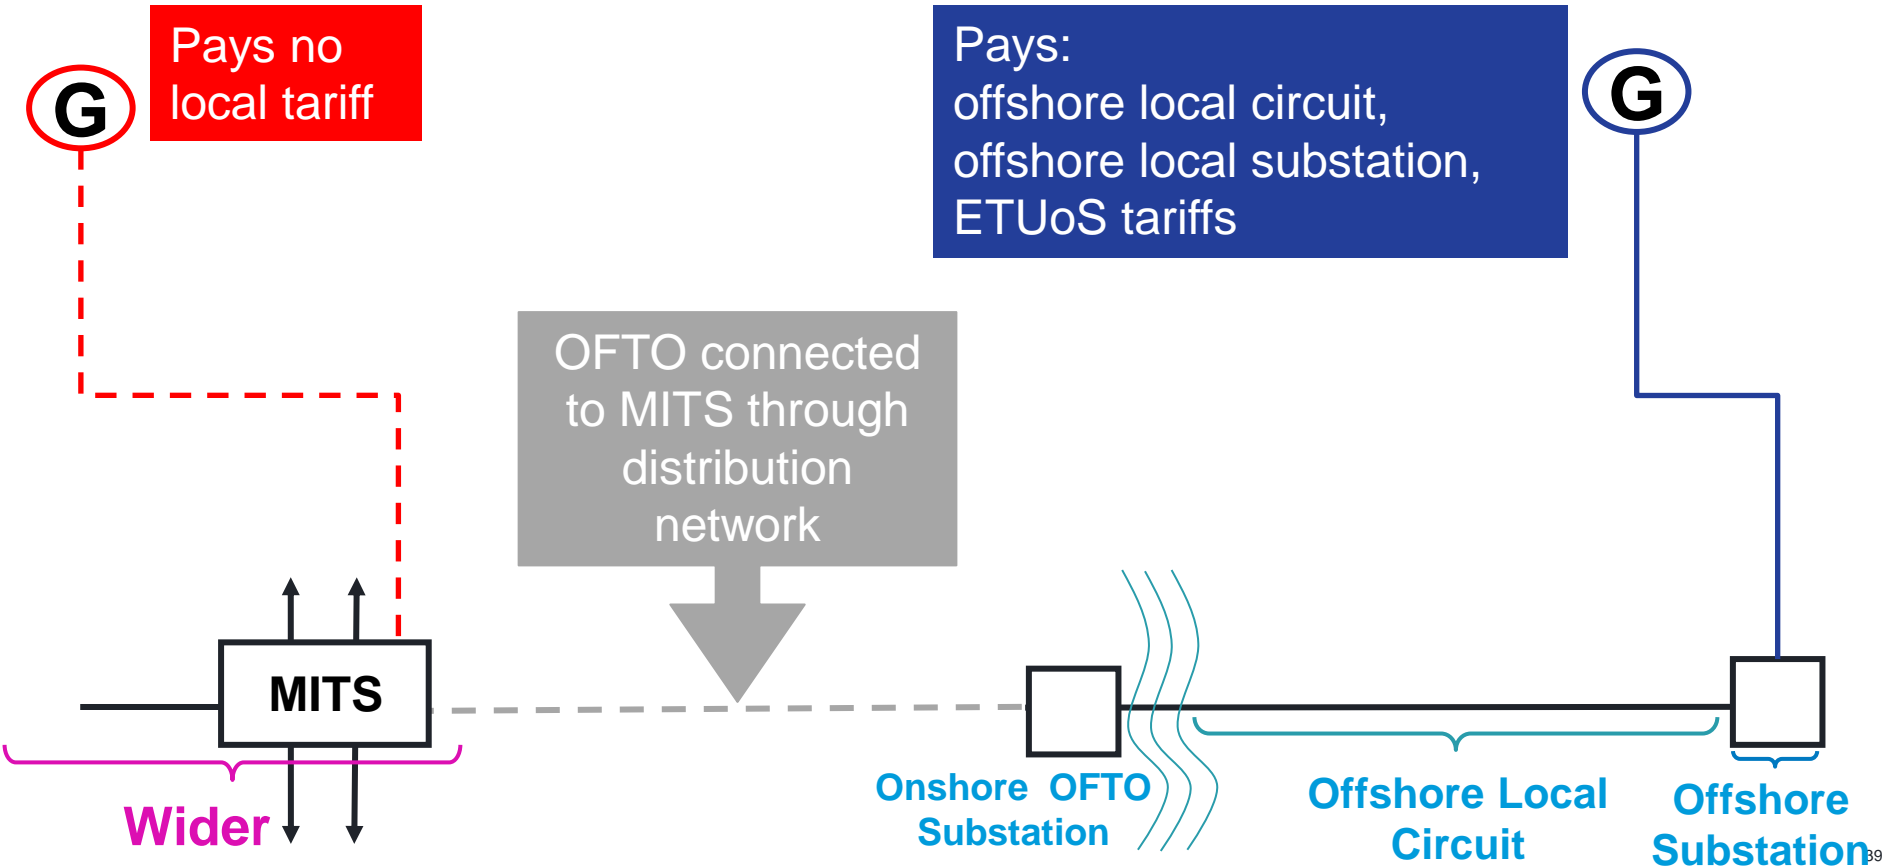 G
Pays no
local tariff
Pays:
offshore local circuit,
offshore local substation,
ETUoS tariffs
G
OFTO connected
to MITS through
distribution
network
MITS
Wider
Onshore OFTO
Substation
Offshore Local
Circuit
Offshore
Substation
39